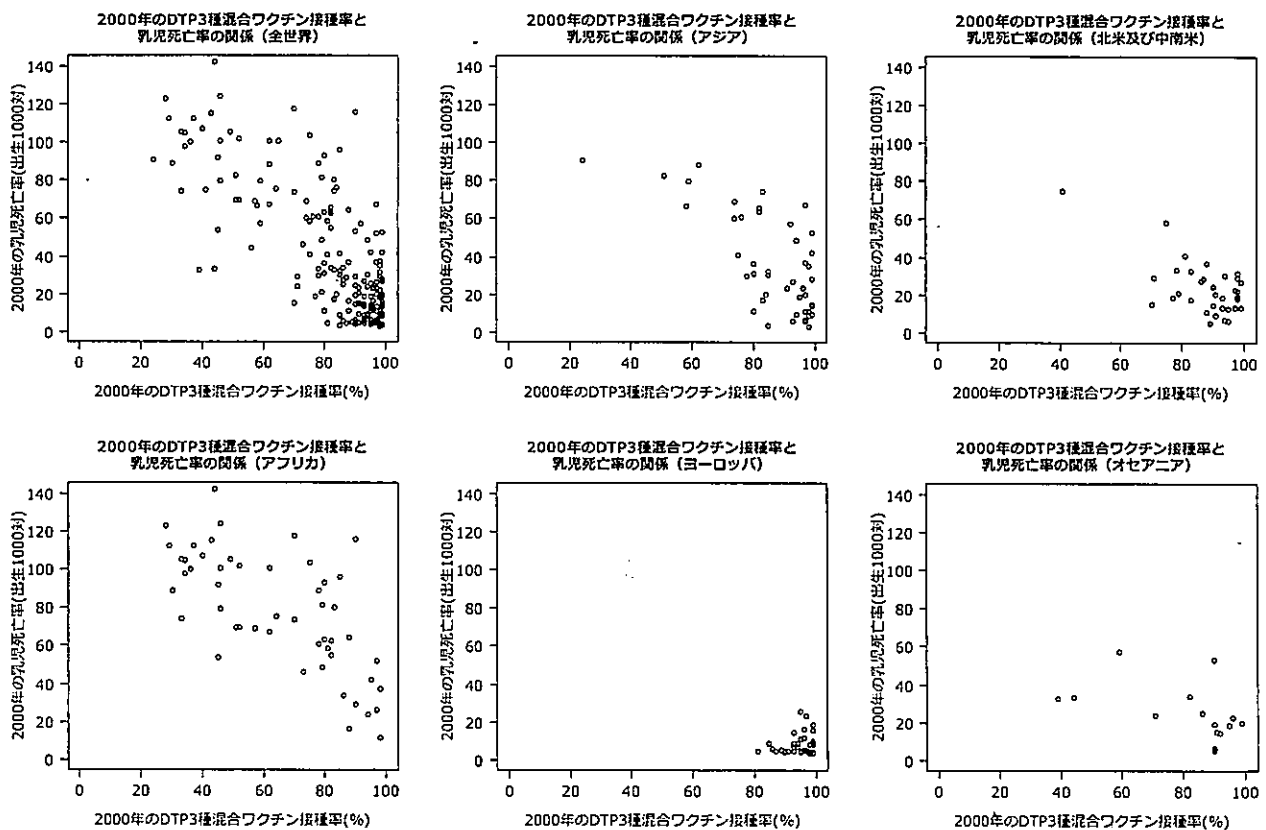 2000年のDTP3種混合ワクチン接種率と
乳児死亡率の関係（全世界）
2000年の乳児死亡率(出生1000対)
140
120
100
80
60
40
20
0
0 20 40 60 80 100
2000年のDTP3種混合ワクチン接種率(%)
2000年のDTP3種混合ワクチン接種率と
乳児死亡率の関係（アジア）
2000年の乳児死亡率(出生1000対)
140
120
100
80
60
40
20
0
0 20 40 60 80 100
2000年のDTP3種混合ワクチン接種率(%)
2000年のDTP3種混合ワクチン接種率と
乳児死亡率の関係（北米及び中南米）
2000年の乳児死亡率(出生1000対)
140
120
100
80
60
40
20
0
0 20 40 60 80 100
2000年のDTP3種混合ワクチン接種率(%)
2000年のDTP3種混合ワクチン接種率と
乳児死亡率の関係（アフリカ）
2000年の乳児死亡率(出生1000対)
140
120
100
80
60
40
20
0
0 20 40 60 80 100
2000年のDTP3種混合ワクチン接種率(%)
2000年のDTP3種混合ワクチン接種率と
乳児死亡率の関係（ヨーロッパ）
2000年の乳児死亡率(出生1000対)
140
120
100
80
60
40
20
0
0 20 40 60 80 100
2000年のDTP3種混合ワクチン接種率(%)
2000年のDTP3種混合ワクチン接種率と
乳児死亡率の関係（オセアニア）
2000年の乳児死亡率(出生1000対)
140
120
100
80
60
40
20
0
0 20 40 60 80 100
2000年のDTP3種混合ワクチン接種率(%)